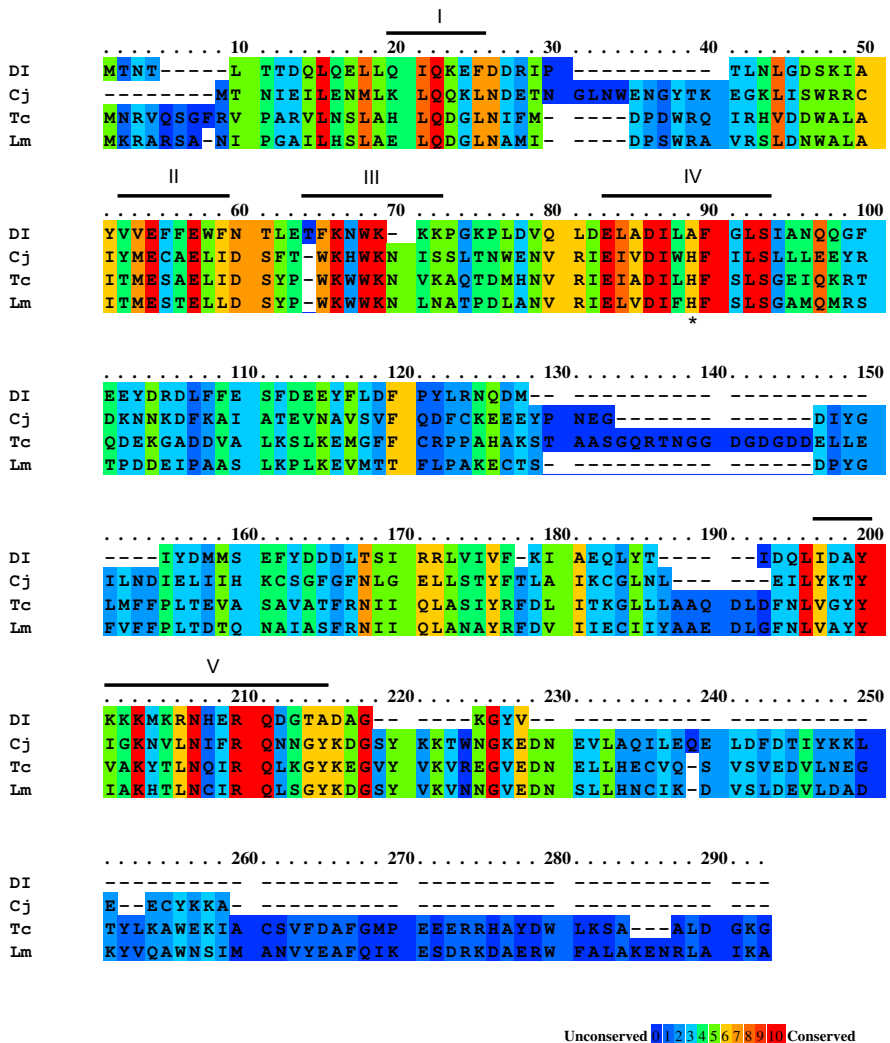 I
. . . . . . . . . 10 . . . . . . . . . 20 . . . . . . . . . 30 . . . . . . . . . 40 . . . . . . . . . 50
DI MTNT-----L TTDQLQELLQ IQKEFDDRIP ---------- TLNLGDSKIA
Cj --------MT NIEILENMLK LQQKLNDETN GLNWENGYTK EGKLISWRRC
Tc MNRVQSGFRV PARVLNSLAH LQDGLNIFM- ----DPDWRQ IRHVDDWALA
Lm MKRARSA-NI PGAILHSLAE LQDGLNAMI- ----DPSWRA VRSLDNWALA
II III IV
. . . . . . . . . 60 . . . . . . . . . 70 . . . . . . . . . 80 . . . . . . . . . 90 . . . . . . . . . 100
DI YVVEFFEWFN TLETFKNWK- KKPGKPLDVQ LDELADILAF GLSIANQQGF
Cj IYMECAELID SFT-WKHWKN ISSLTNWENV RIEIVDIWHF ILSLLLEEYR
Tc ITMESAELID SYP-WKWWKN VKAQTDMHNV RIEIADILHF SLSGEIQKRT
Lm ITMESTELLD SYP-WKWWKN LNATPDLANV RIELVDIFHF SLSGAMQMRS
*
. . . . . . . . . 110 . . . . . . . . . 120 . . . . . . . . . 130 . . . . . . . . . 140 . . . . . . . . . 150
DI EEYDRDLFFE SFDEEYFLDF PYLRNQDM-- ---------- ----------
Cj DKNNKDFKAI ATEVNAVSVF QDFCKEEEYP NEG------- ------DIYG
Tc QDEKGADDVA LKSLKEMGFF CRPPAHAKST AASGQRTNGG DGDGDDELLE
Lm TPDDEIPAAS LKPLKEVMTT FLPAKECTS- ---------- ------DPYG
. . . . . . . . . 160 . . . . . . . . . 170 . . . . . . . . . 180 . . . . . . . . . 190 . . . . . . . . . 200
DI ----IYDMMS EFYDDDLTSI RRLVIVF-KI AEQLYT---- --IDQLIDAY
Cj ILNDIELIIH KCSGFGFNLG ELLSTYFTLA IKCGLNL--- ---EILYKTY
Tc LMFFPLTEVA SAVATFRNII QLASIYRFDL ITKGLLLAAQ DLDFNLVGYY
Lm FVFFPLTDTQ NAIASFRNII QLANAYRFDV IIECIIYAAE DLGFNLVAYY
V
. . . . . . . . . 210 . . . . . . . . . 220 . . . . . . . . . 230 . . . . . . . . . 240 . . . . . . . . . 250
DI KKKMKRNHER QDGTADAG-- ----KGYV-- ---------- ----------
Cj IGKNVLNIFR QNNGYKDGSY KKTWNGKEDN EVLAQILEQE LDFDTIYKKL
Tc VAKYTLNQIR QLKGYKEGVY VKVREGVEDN ELLHECVQ-S VSVEDVLNEG
Lm IAKHTLNCIR QLSGYKDGSY VKVNNGVEDN SLLHNCIK-D VSLDEVLDAD
. . . . . . . . . 260 . . . . . . . . . 270 . . . . . . . . . 280 . . . . . . . . . 290 . . .
DI ---------- ---------- ---------- ---------- ---
Cj E--ECYKKA- ---------- ---------- ---------- ---
Tc TYLKAWEKIA CSVFDAFGMP EEERRHAYDW LKSA---ALD GKG
Lm KYVQAWNSIM ANVYEAFQIK ESDRKDAERW FALAKENRLA IKA
Unconserved 0 1 2 3 4 5 6 7 8 9 10 Conserved